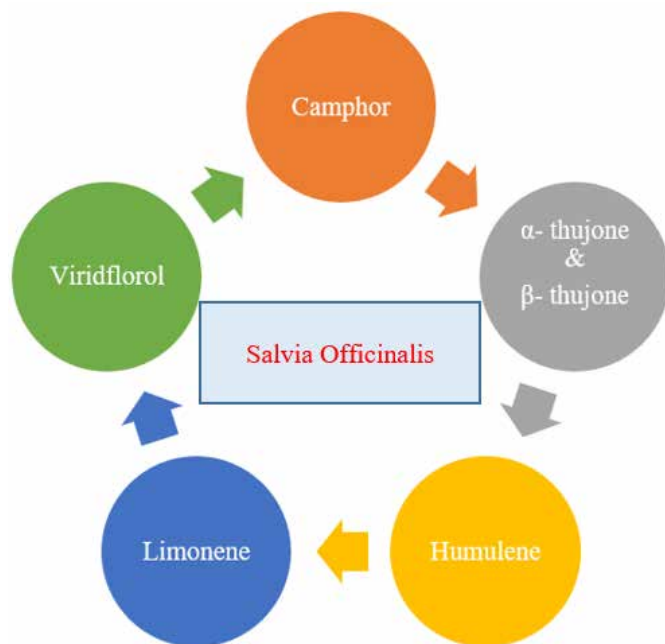 Camphor
α- thujone
&
β- thujone
Viridflorol
Salvia Officinalis
Limonene
Humulene